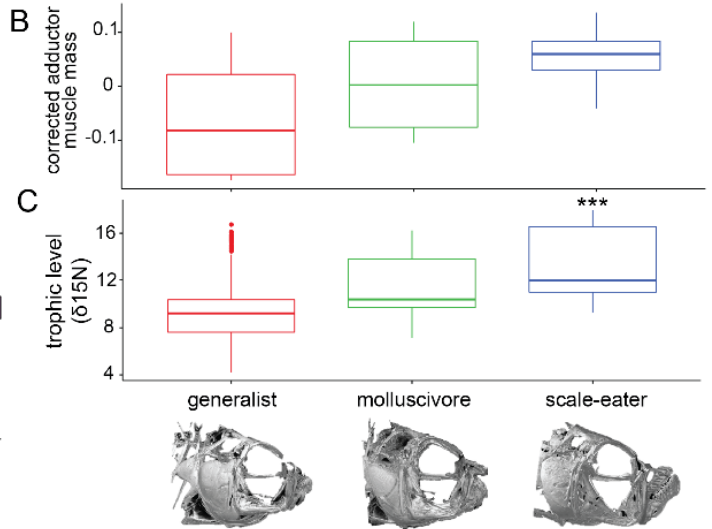 B
corrected adductor
muscle mass
0.1
0
-0.1
C
trophic level
(δ15N)
16
12
8
4
***
generalist molluscivore scale-eater